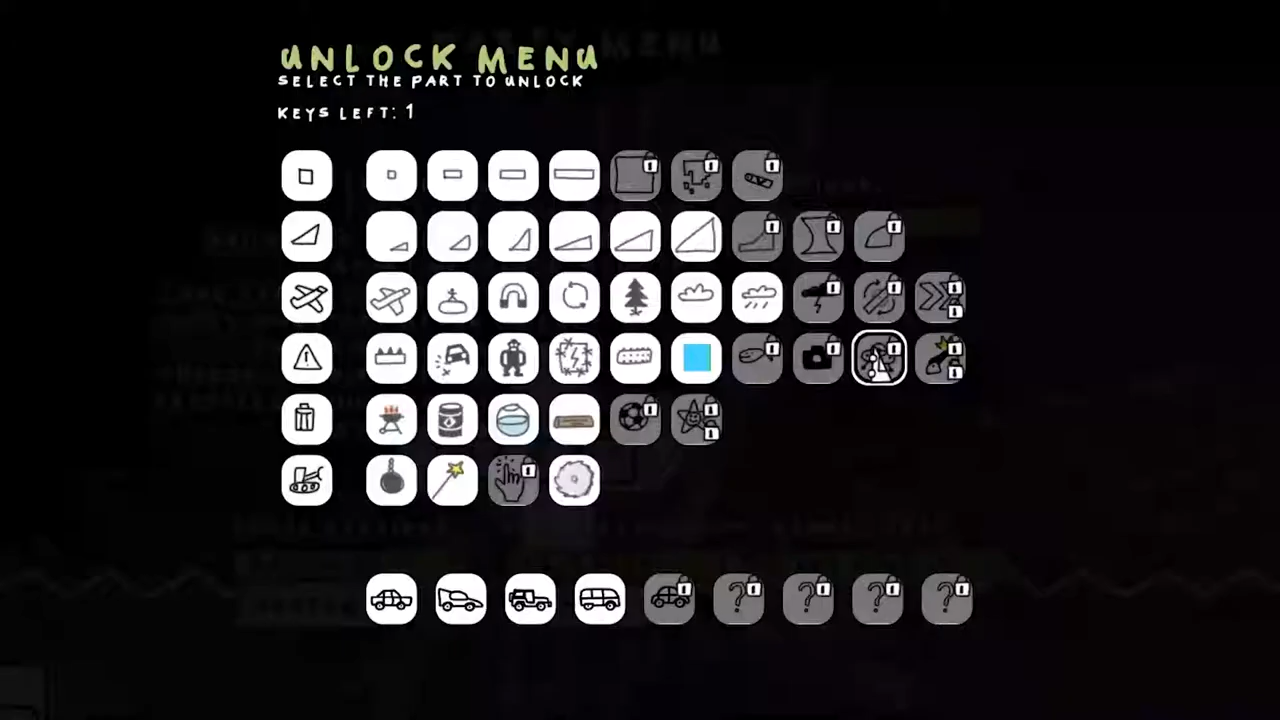 UNLOCK MENU
SELECT THE PART TO UNLOCK
KEYS LEFT: 1
? ? ? ?